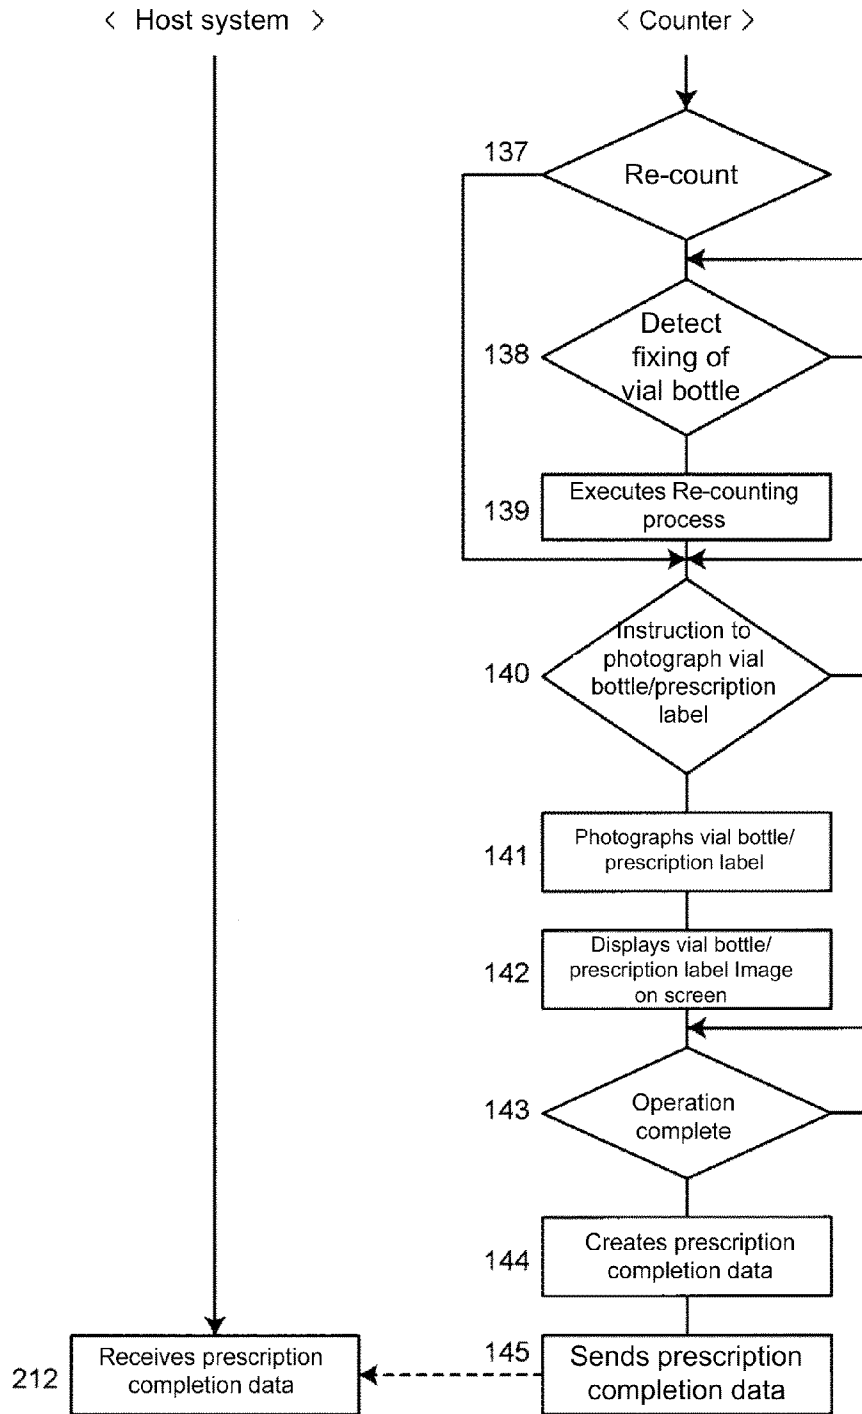 < Host system >
< Counter >
137
Re-count
138
Detect
fixing of
vial bottle
139
Executes Re-counting
process
140
Instruction to
photograph vial
bottle/prescription
label
141
Photographs vial bottle/
prescription label
142
Displays vial bottle/
prescription label Image
on screen
143
Operation
complete
144
Creates prescription
completion data
212
Receives prescription
completion data
145
Sends prescription
completion data